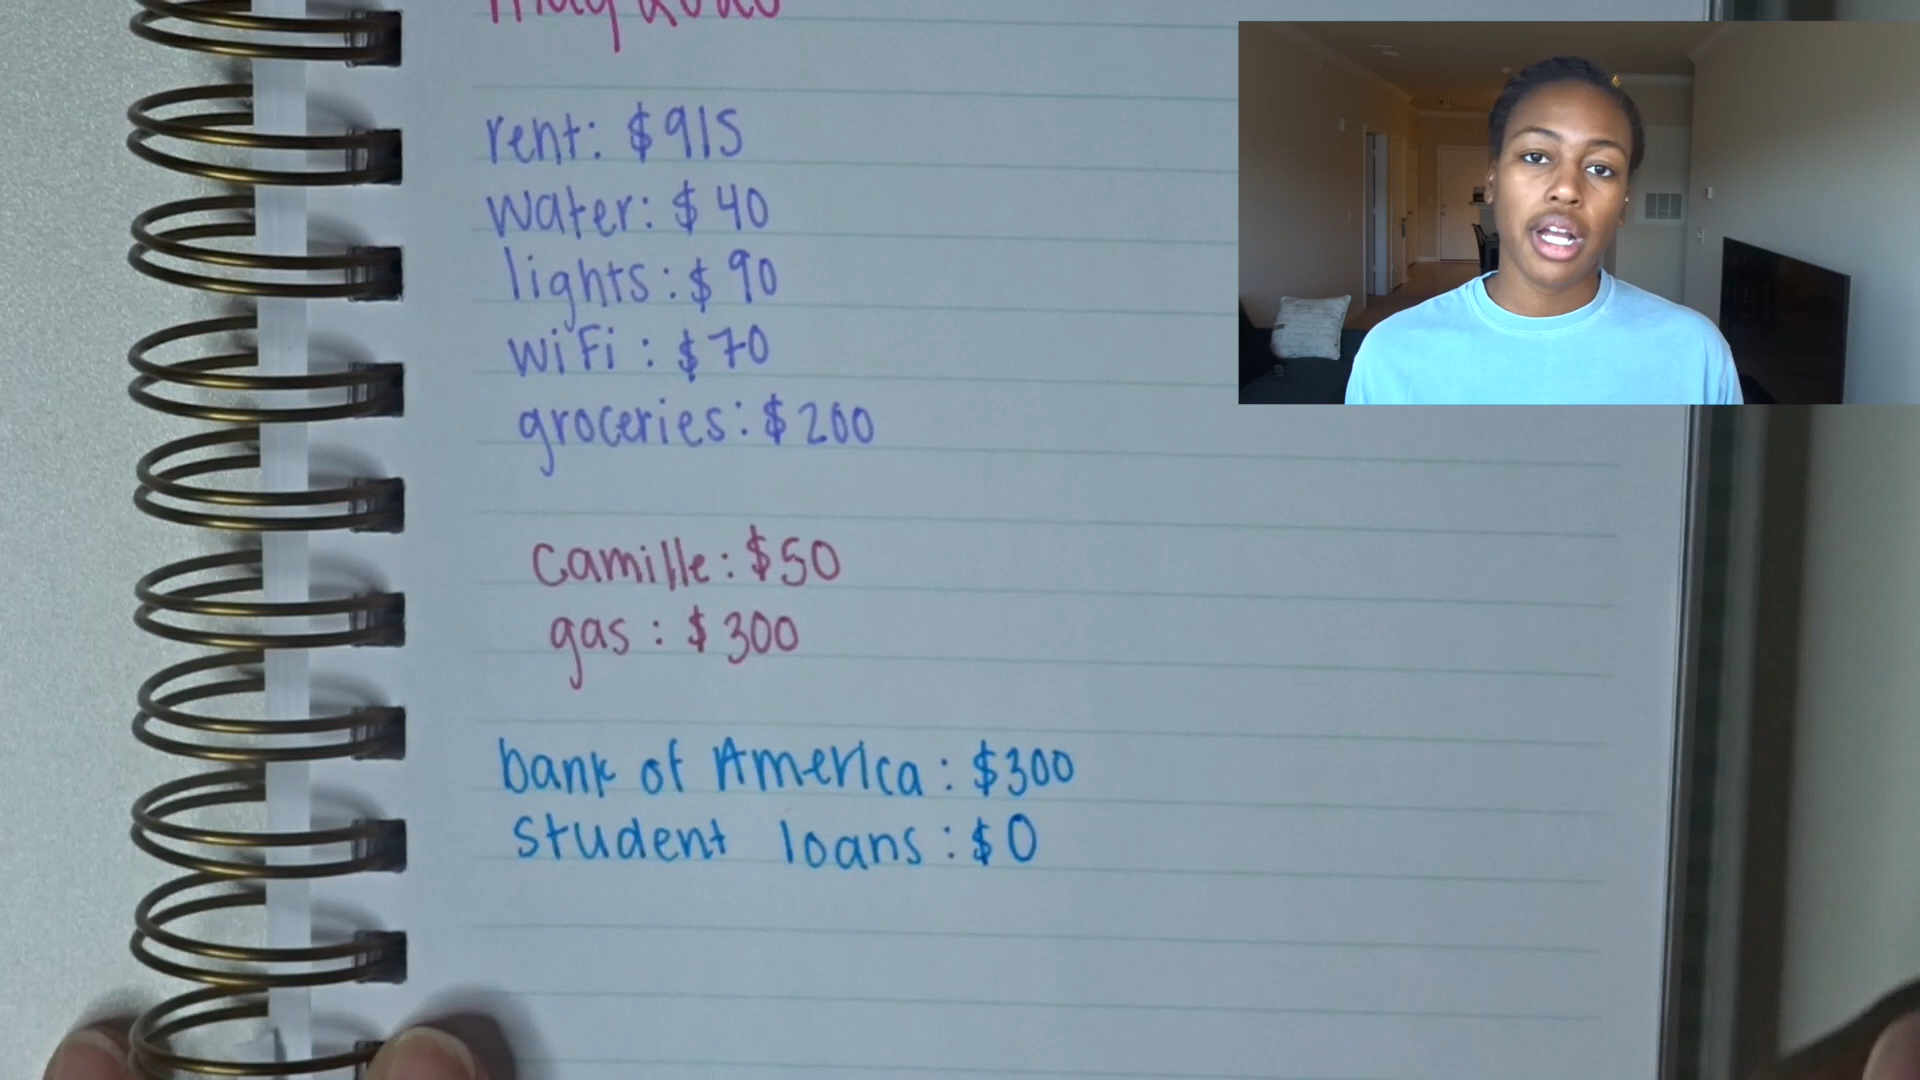 may
rent: $915
water: $40
lights: $90
wifi: $70
groceries: $200
camille: $50
gas: $300
bank of America: $300
student loans: $0